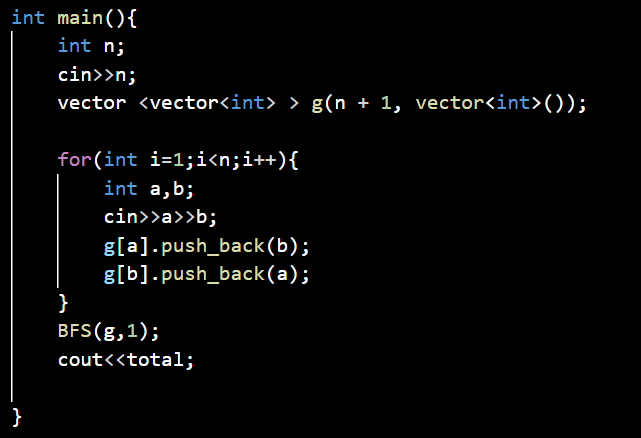 int main(){
int n;
cin>>n;
vector <vector<int> > g(n + 1, vector<int>());
for(int i=1;i<n;i++){
int a,b;
cin>>a>>b;
g[a].push_back(b);
g[b].push_back(a);
}
BFS(g,1);
cout<<total;
}